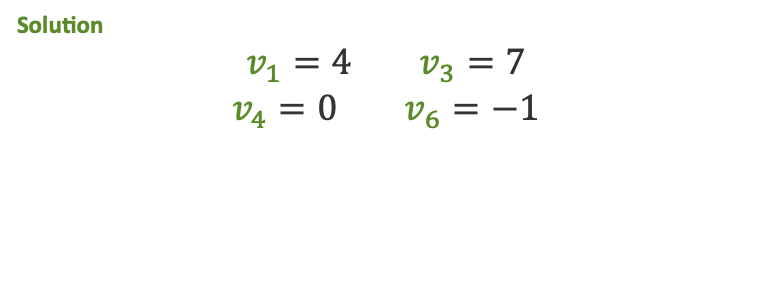 Solution
v₁ = 4 v₃ = 7
v₄ = 0 v₆ = −1